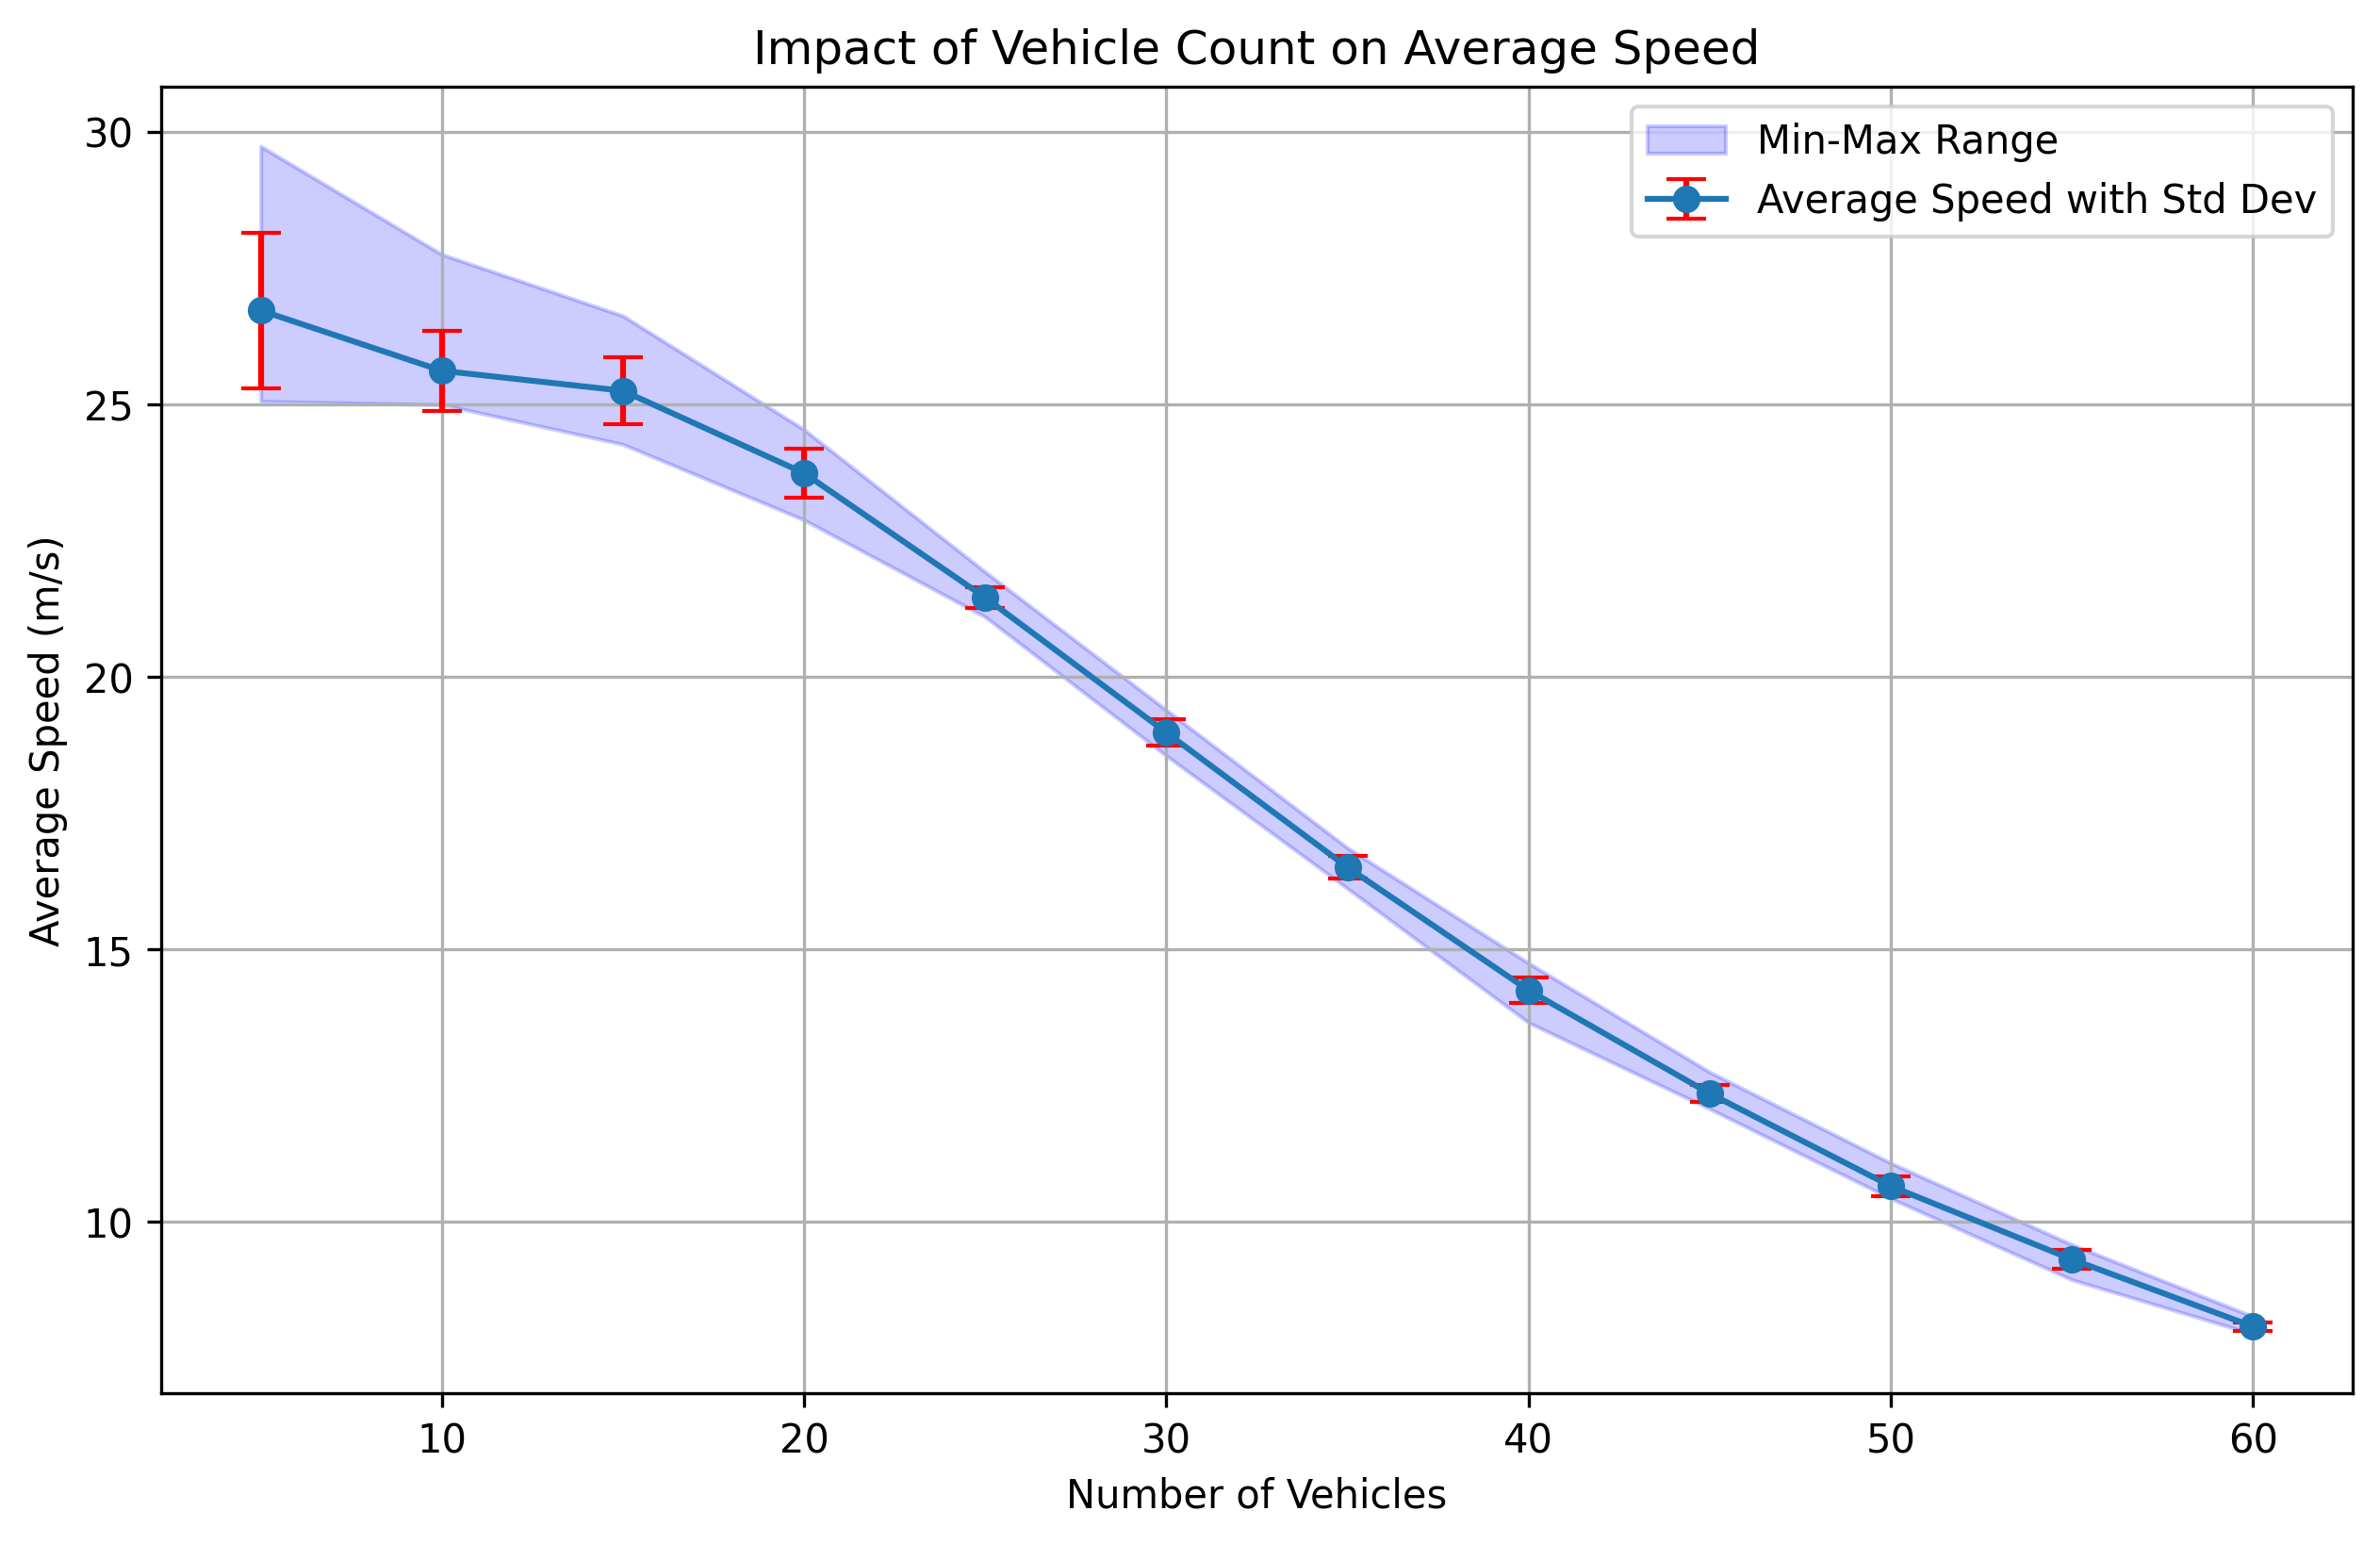 Impact of Vehicle Count on Average Speed
Min-Max Range
Average Speed with Std Dev
Average Speed (m/s)
30
25
20
15
10
10 20 30 40 50 60
Number of Vehicles